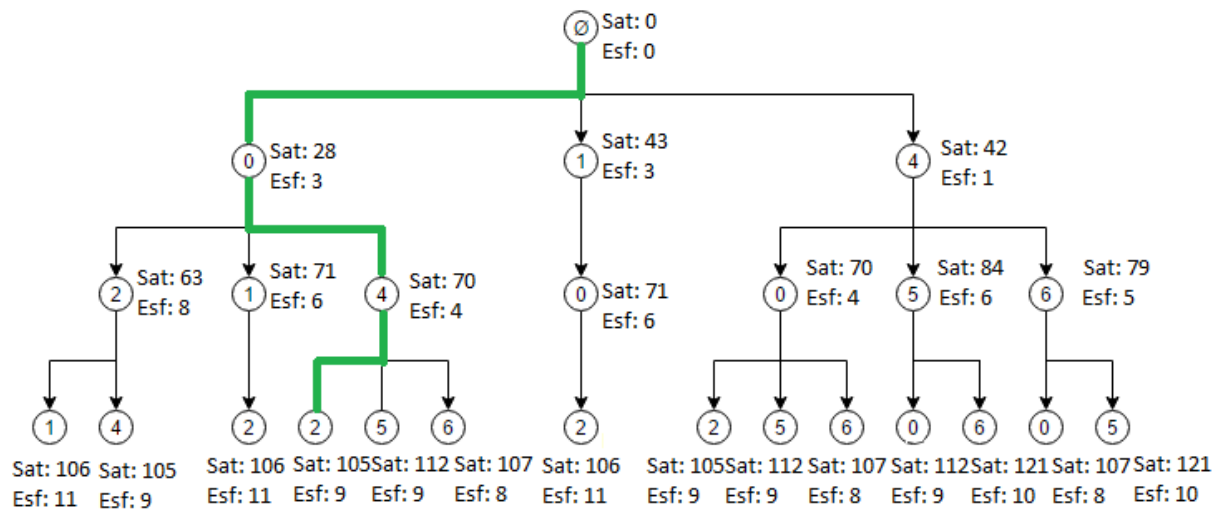 Ø Sat: 0
Esf: 0
0 Sat: 28
Esf: 3
1 Sat: 43
Esf: 3
4 Sat: 42
Esf: 1
2 Sat: 63
Esf: 8
1 Sat: 71
Esf: 6
4 Sat: 70
Esf: 4
0 Sat: 71
Esf: 6
0 Sat: 70
Esf: 4
5 Sat: 84
Esf: 6
6 Sat: 79
Esf: 5
1 4 2 2 5 6 2 2 5 6 0 6 0 5
Sat: 106 Sat: 105 Sat: 106 Sat: 105 Sat: 112 Sat: 107 Sat: 106 Sat: 105 Sat: 112 Sat: 107 Sat: 112 Sat: 121 Sat: 107 Sat: 121
Esf: 11 Esf: 9 Esf: 11 Esf: 9 Esf: 9 Esf: 8 Esf: 11 Esf: 9 Esf: 9 Esf: 8 Esf: 9 Esf: 10 Esf: 8 Esf: 10